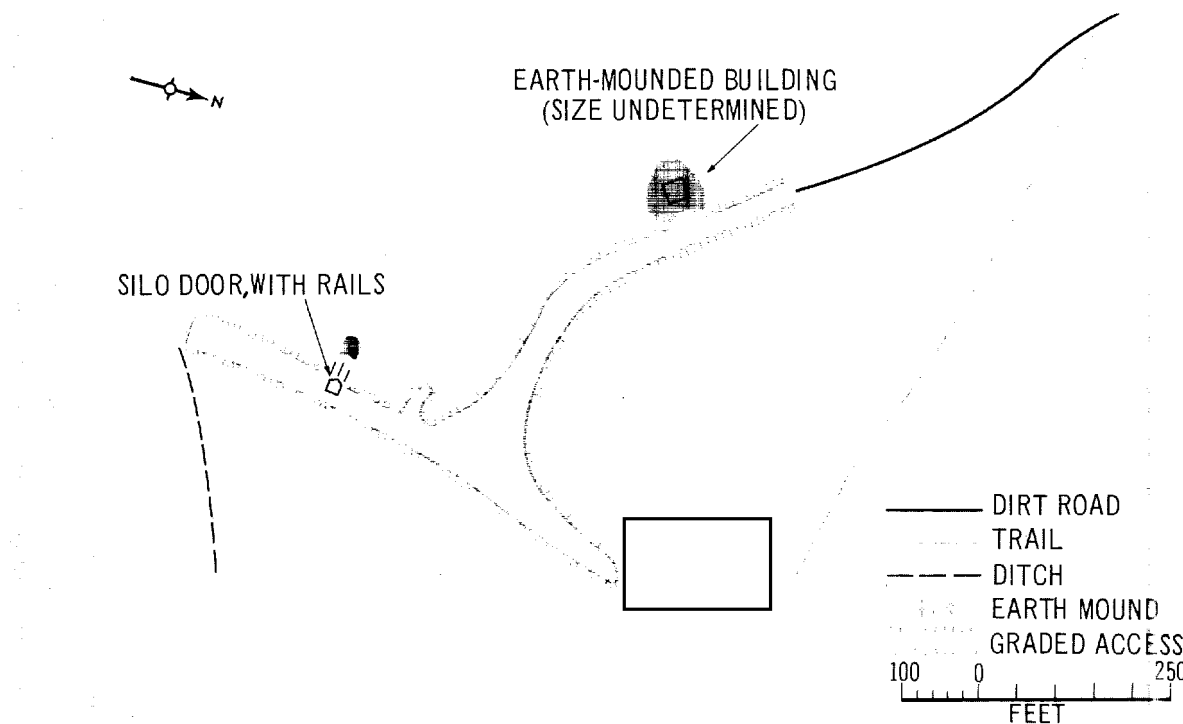 N
EARTH-MOUNDED BUILDING
(SIZE UNDETERMINED)
SILO DOOR, WITH RAILS
DIRT ROAD
TRAIL
DITCH
EARTH MOUND
GRADED ACCESS
100 0 250
FEET